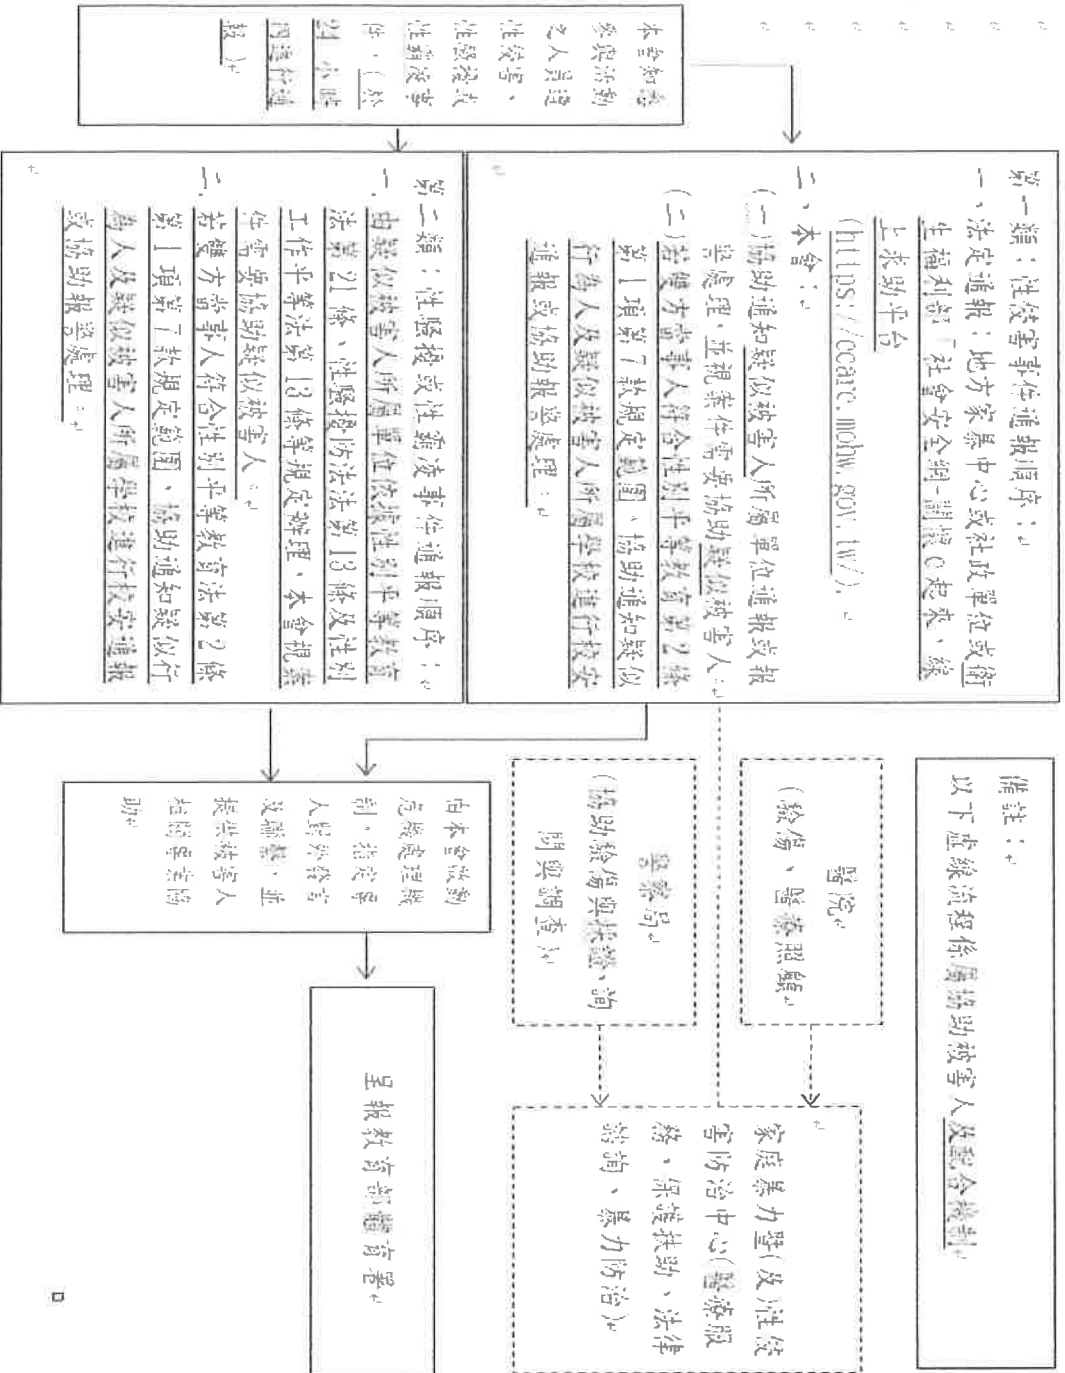 本會知悉
參與活動
之人員遭
性侵害、
性騷擾或
性霸凌事
件，(於
24 小時
內進行通
報)
第一類：性侵害事件通報順序：
一、法定通報：地方家暴中心或社政單位或衛
生福利部「社會安全網-關懷 e 起來，線
上求助平台
(https://ecare.mohw.gov.tw/)。
二、本會：
(一)協助通知疑似被害人所屬單位通報或報
警處理，並視案件需要協助疑似被害人
(二)若雙方當事人符合性別平等教育第 2 條
第 1 項第 7 款規定範圍，協助通知疑似
行為人及疑似被害人所屬學校進行校安
通報或協助報警處理。
第二類：性騷擾或性霸凌事件通報順序：
一、由疑似被害人所屬單位依據性別平等教育
法 第 21 條、性騷擾防法法第 13 條及性別
工作平等法第 13 條等規定辦理，本會視案
件需要協助疑似被害人。
二、若雙方當事人符合性別平等教育法第 2 條
第 1 項第 7 款規定範圍，協助通知疑似行
為人及疑似被害人所屬學校進行校安通報
或協助報警處理。
備註：
以下虛線流程係屬協助被害人及配合機制
醫院
(驗傷、醫療照顧
警察局
(協助驗傷與採證、詢
問與調查)
家庭暴力暨(及)性侵
害防治中心(醫療服
務、保護扶助、法律
諮詢、暴力防治)
由本會啟動
危機處理機
制，指定單一
人對外發言
及聯繫，並
提供被害人
相關專業協
助
呈報教育部體育署